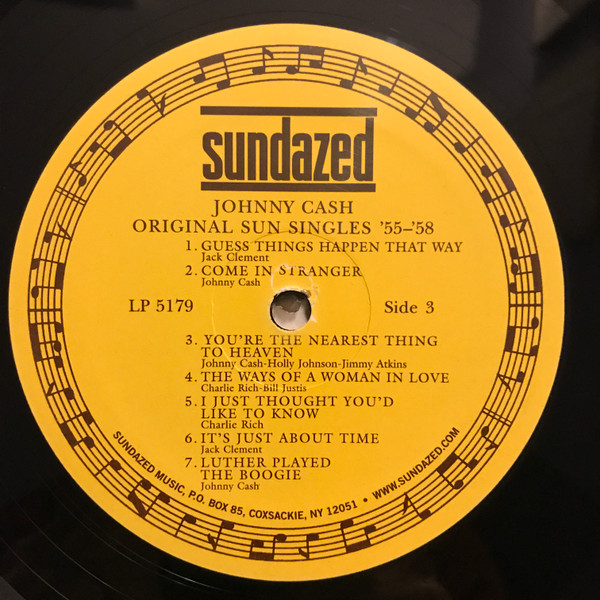 sundazed
JOHNNY CASH
ORIGINAL SUN SINGLES '55–'58
1. GUESS THINGS HAPPEN THAT WAY
Jack Clement
2. COME IN STRANGER
Johnny Cash
LP 5179
Side 3
3. YOU'RE THE NEAREST THING
TO HEAVEN
Johnny Cash-Holly Johnson-Jimmy Atkins
4. THE WAYS OF A WOMAN IN LOVE
Charlie Rich-Bill Justis
5. I JUST THOUGHT YOU'D
LIKE TO KNOW
Charlie Rich
6. IT'S JUST ABOUT TIME
Jack Clement
7. LUTHER PLAYED
THE BOOGIE
Johnny Cash
SUNDAZED MUSIC, P.O. BOX 85, COXSACKIE, NY 12051 • WWW.SUNDAZED.COM